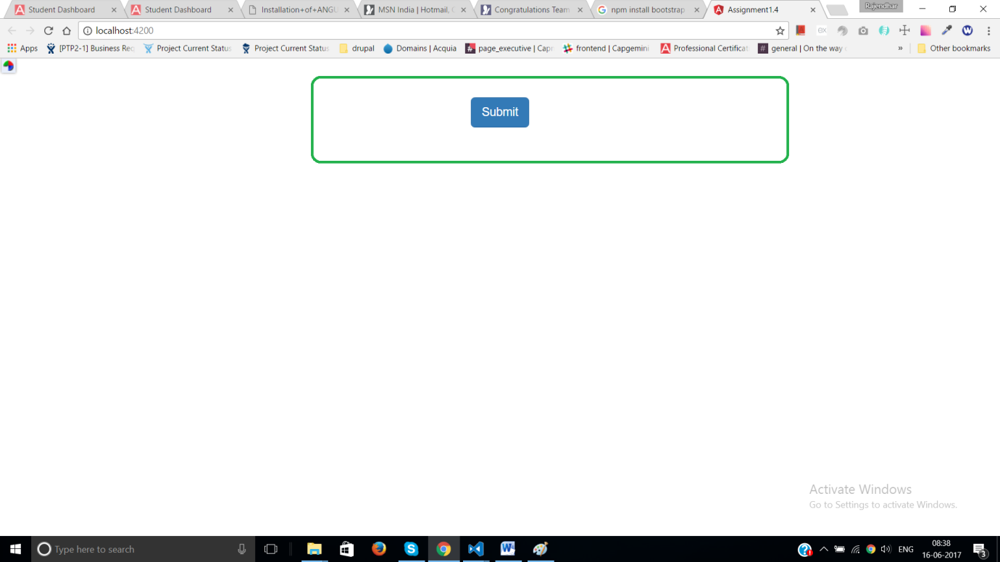 Student Dashboard
Student Dashboard
Installation+of+ANGU
MSN India | Hotmail,
Congratulations Team
npm install bootstrap
Assignment1.4
Rajendhar
localhost:4200
Apps
[PTP2-1] Business Req
Project Current Status
Project Current Status
drupal
Domains | Acquia
page_executive | Capr
frontend | Capgemini
Professional Certificat
general | On the way
»
Other bookmarks
Submit
Activate Windows
Go to Settings to activate Windows.
Type here to search
ENG
08:38
16-06-2017
3